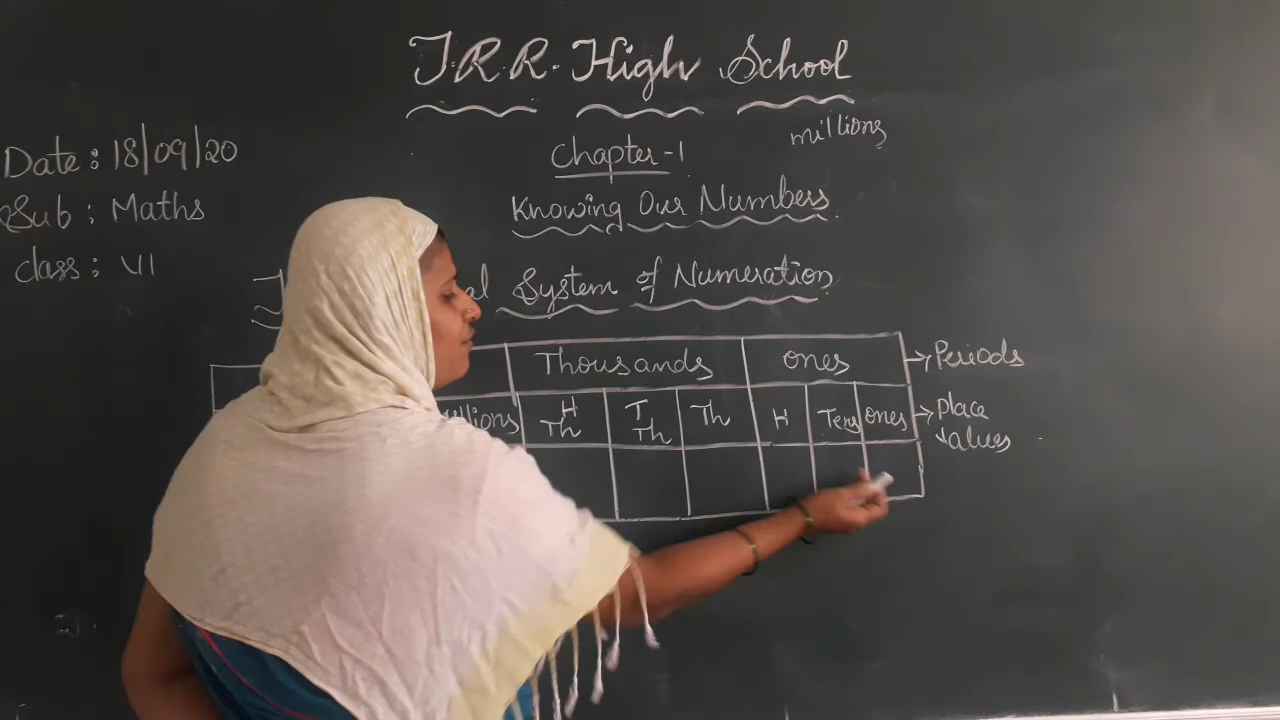 J.R.R. High School
millions
Date: 18/09/20
Chapter-1
Sub: Maths
Knowing Our Numbers
class: VI
System of Numeration
Thousands ones → Periods
H Th T Th Th H Tens ones → place values